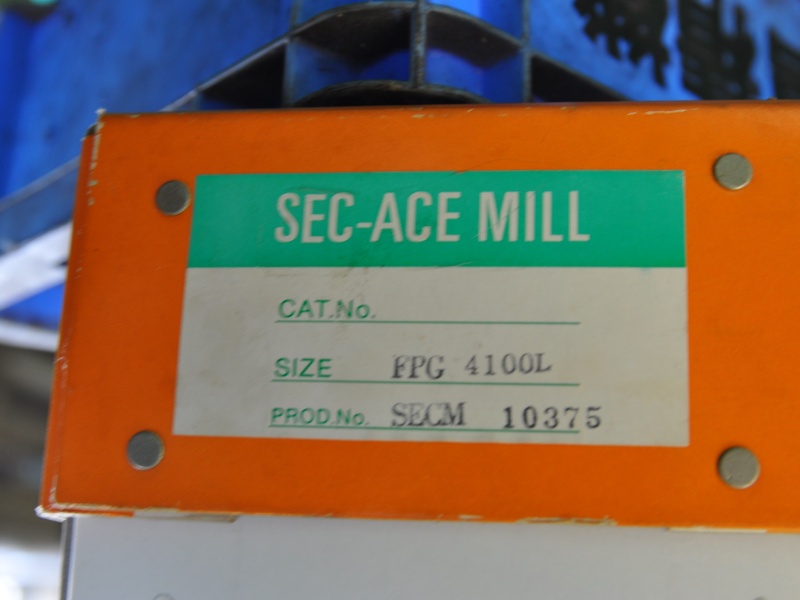 SEC-ACE MILL
CAT.No.
SIZE FPG 4100L
PROD.No. SECM 10375